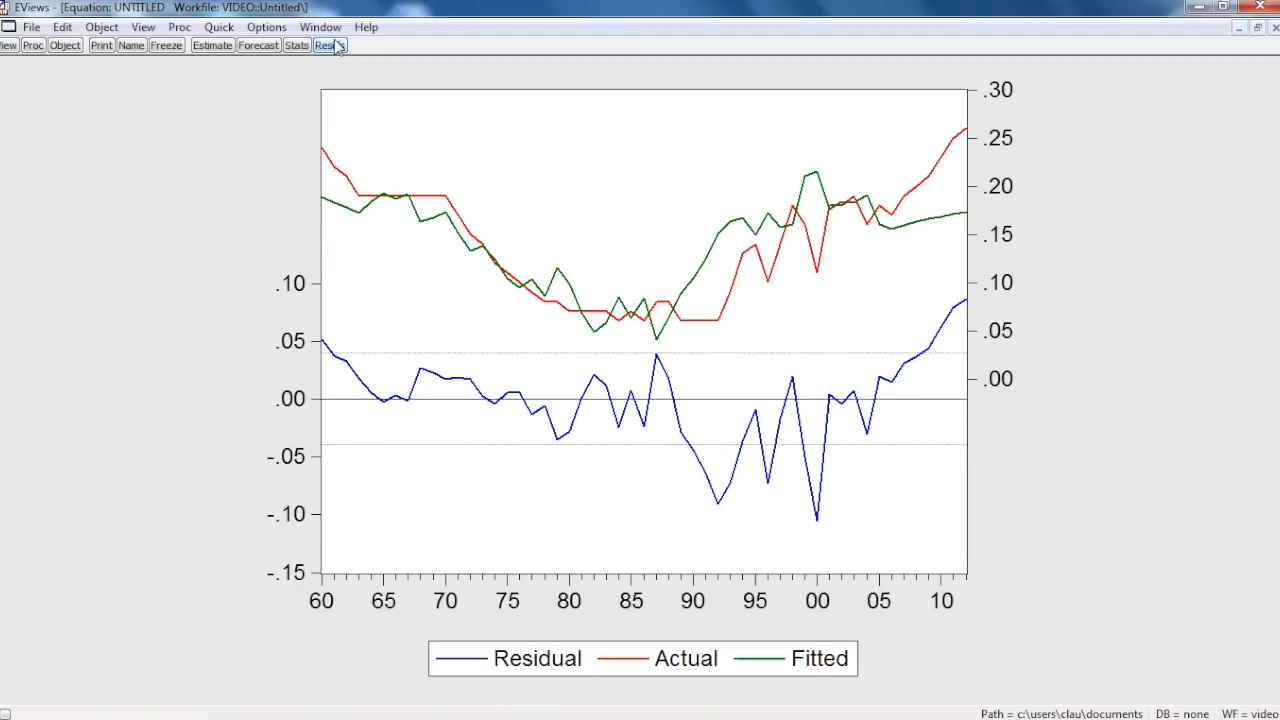 EViews - [Equation: UNTITLED Workfile: VIDEO::Untitled\]
File Edit Object View Proc Quick Options Window Help
View Proc Object Print Name Freeze Estimate Forecast Stats Resids
.30
.25
.20
.15
.10 .10
.05 .05
.00 .00
-.05
-.10
-.15
60 65 70 75 80 85 90 95 00 05 10
Residual Actual Fitted
Path = c:\users\clau\documents DB = none WF = video